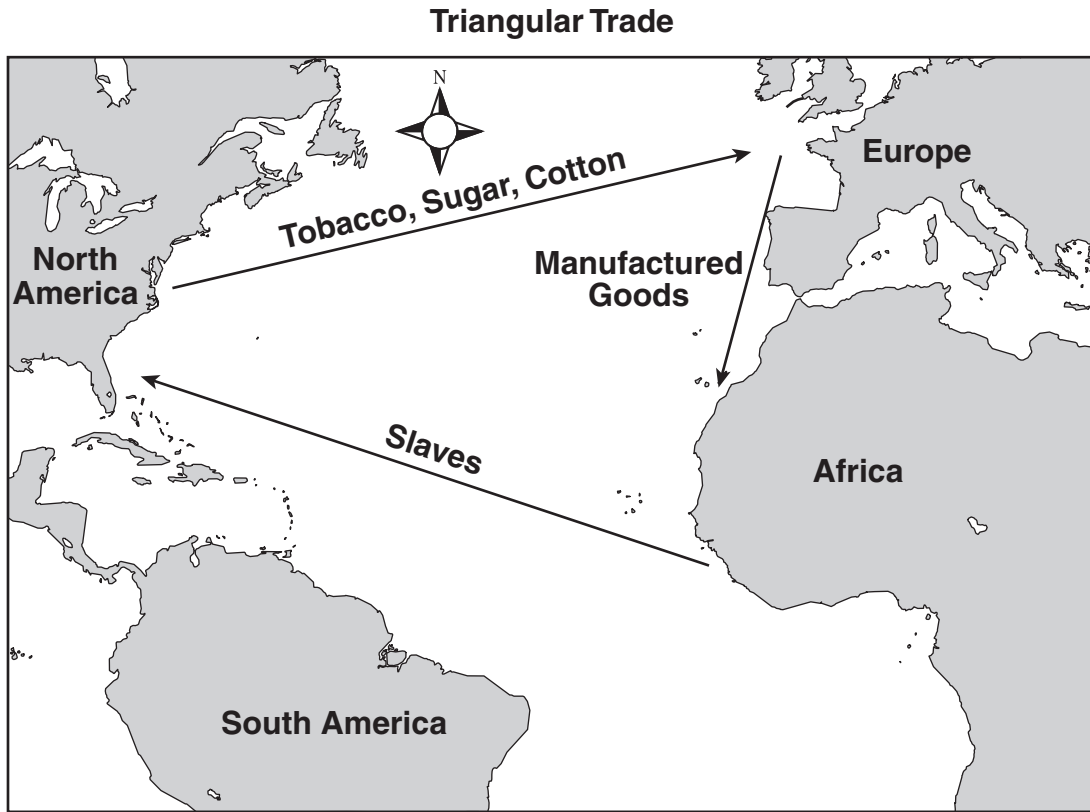 Triangular Trade
N
Tobacco, Sugar, Cotton
Europe
North
America
Manufactured
Goods
Slaves
Africa
South America